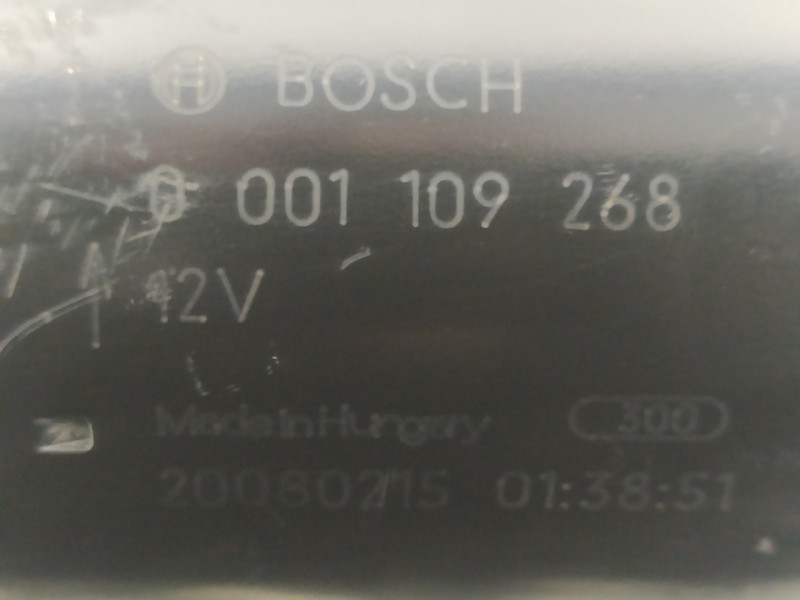 BOSCH
0 001 109 268
12V
Made in Hungary 300
20080215 01:38:51